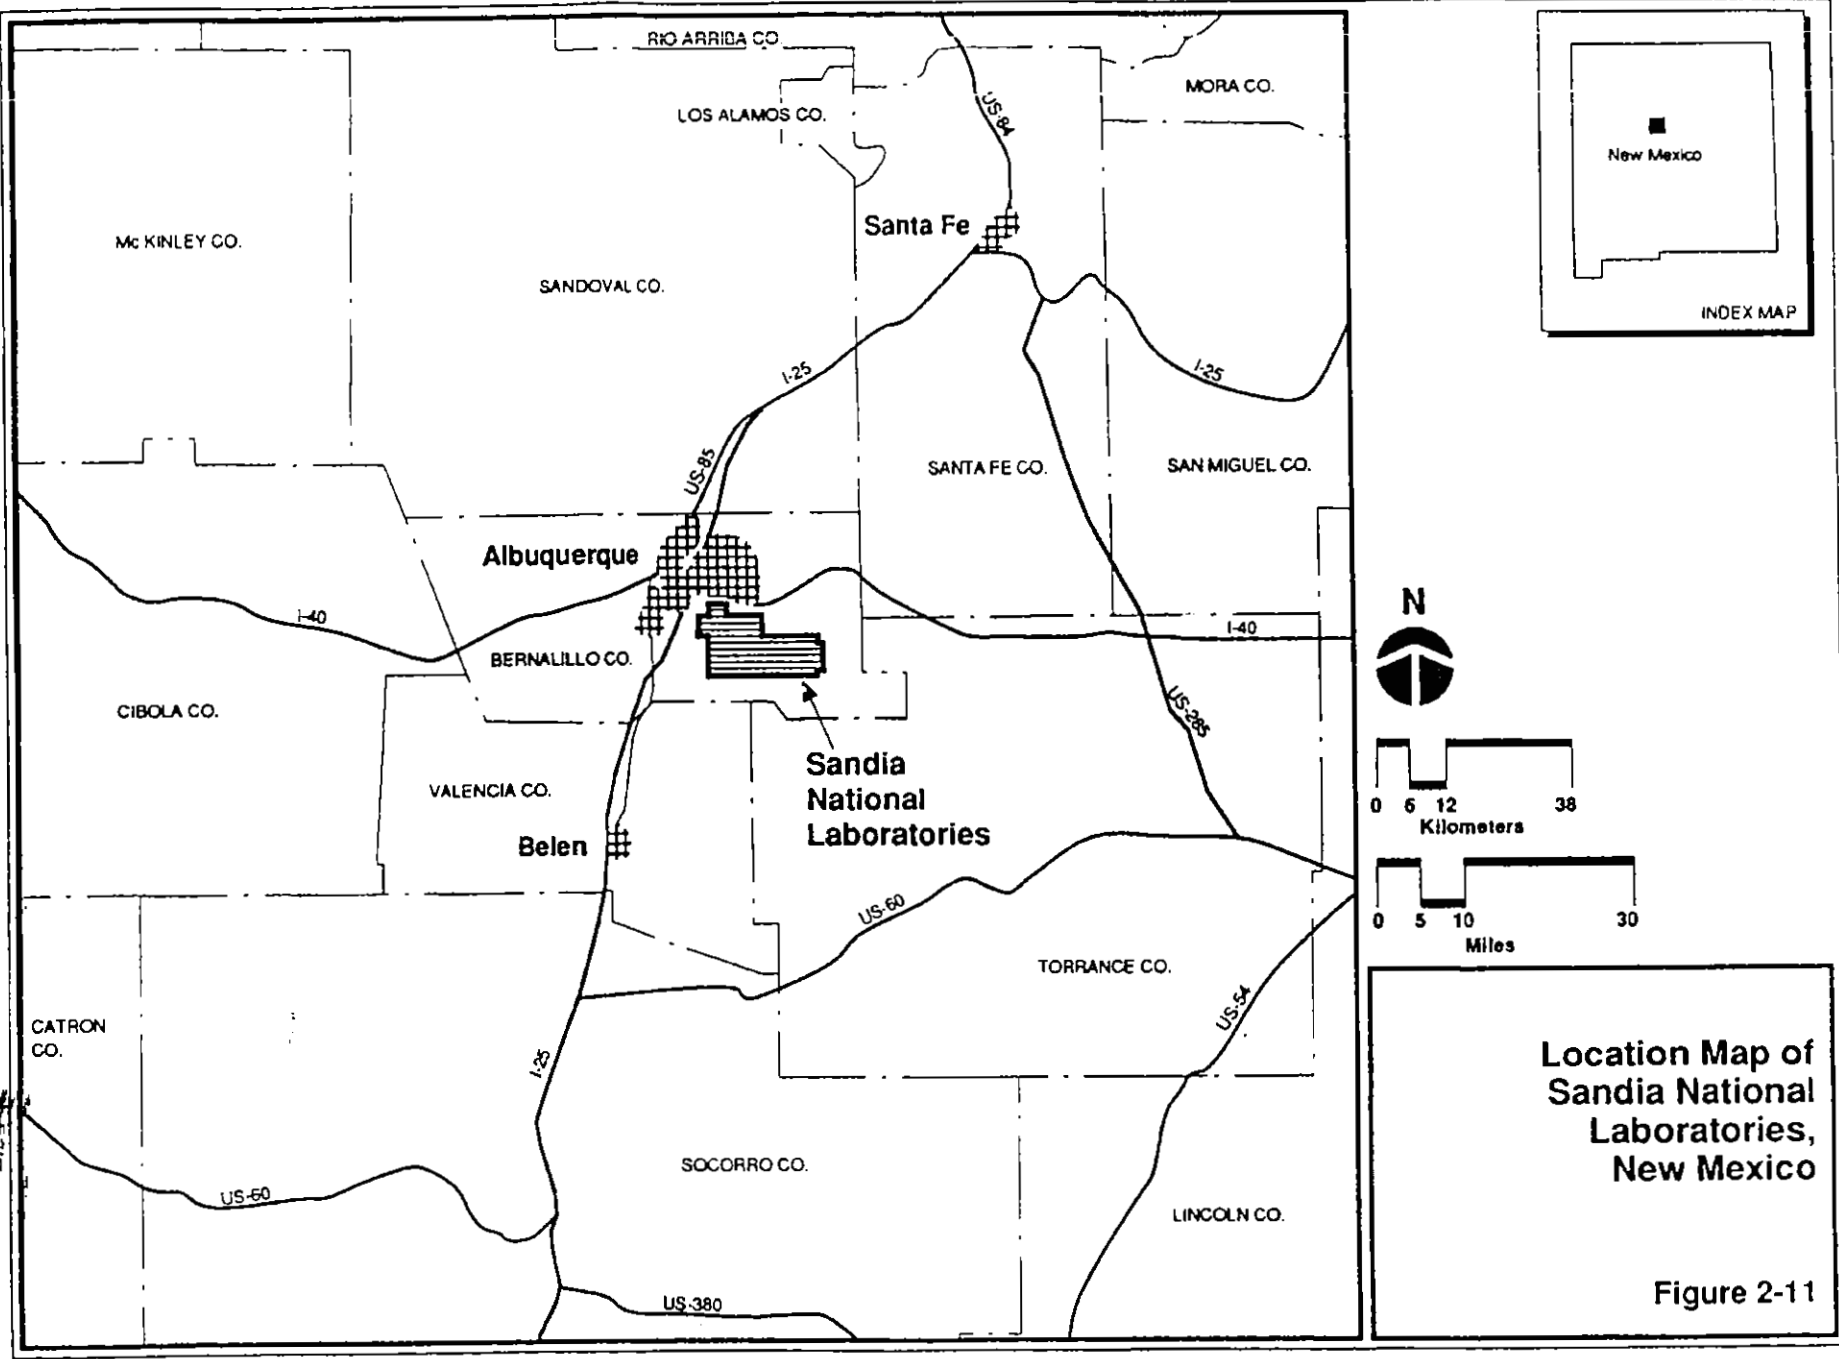 RIO ARRIBA CO.
MORA CO.
LOS ALAMOS CO.
US-84
New Mexico
Santa Fe
Mc KINLEY CO.
SANDOVAL CO.
INDEX MAP
I-25
I-25
US-85
SANTA FE CO.
SAN MIGUEL CO.
Albuquerque
N
I-40
I-40
BERNALILLO CO.
CIBOLA CO.
US-285
Sandia
National
Laboratories
VALENCIA CO.
0 6 12 38
Kilometers
Belen
US-60
0 5 10 30
Miles
TORRANCE CO.
US-54
CATRON
CO.
I-25
Location Map of
Sandia National
Laboratories,
New Mexico
SOCORRO CO.
US-60
LINCOLN CO.
US-380
Figure 2-11